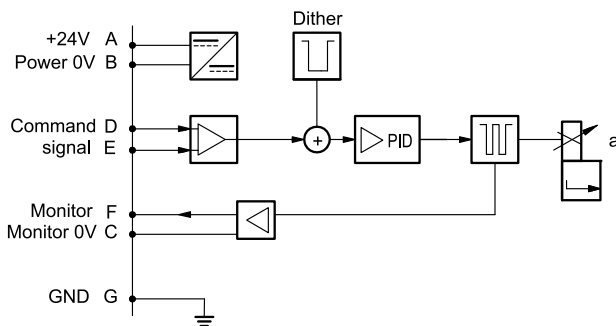 Dither
+24V A
Power 0V B
Command D
signal E
+
PID
a
Monitor F
Monitor 0V C
GND G